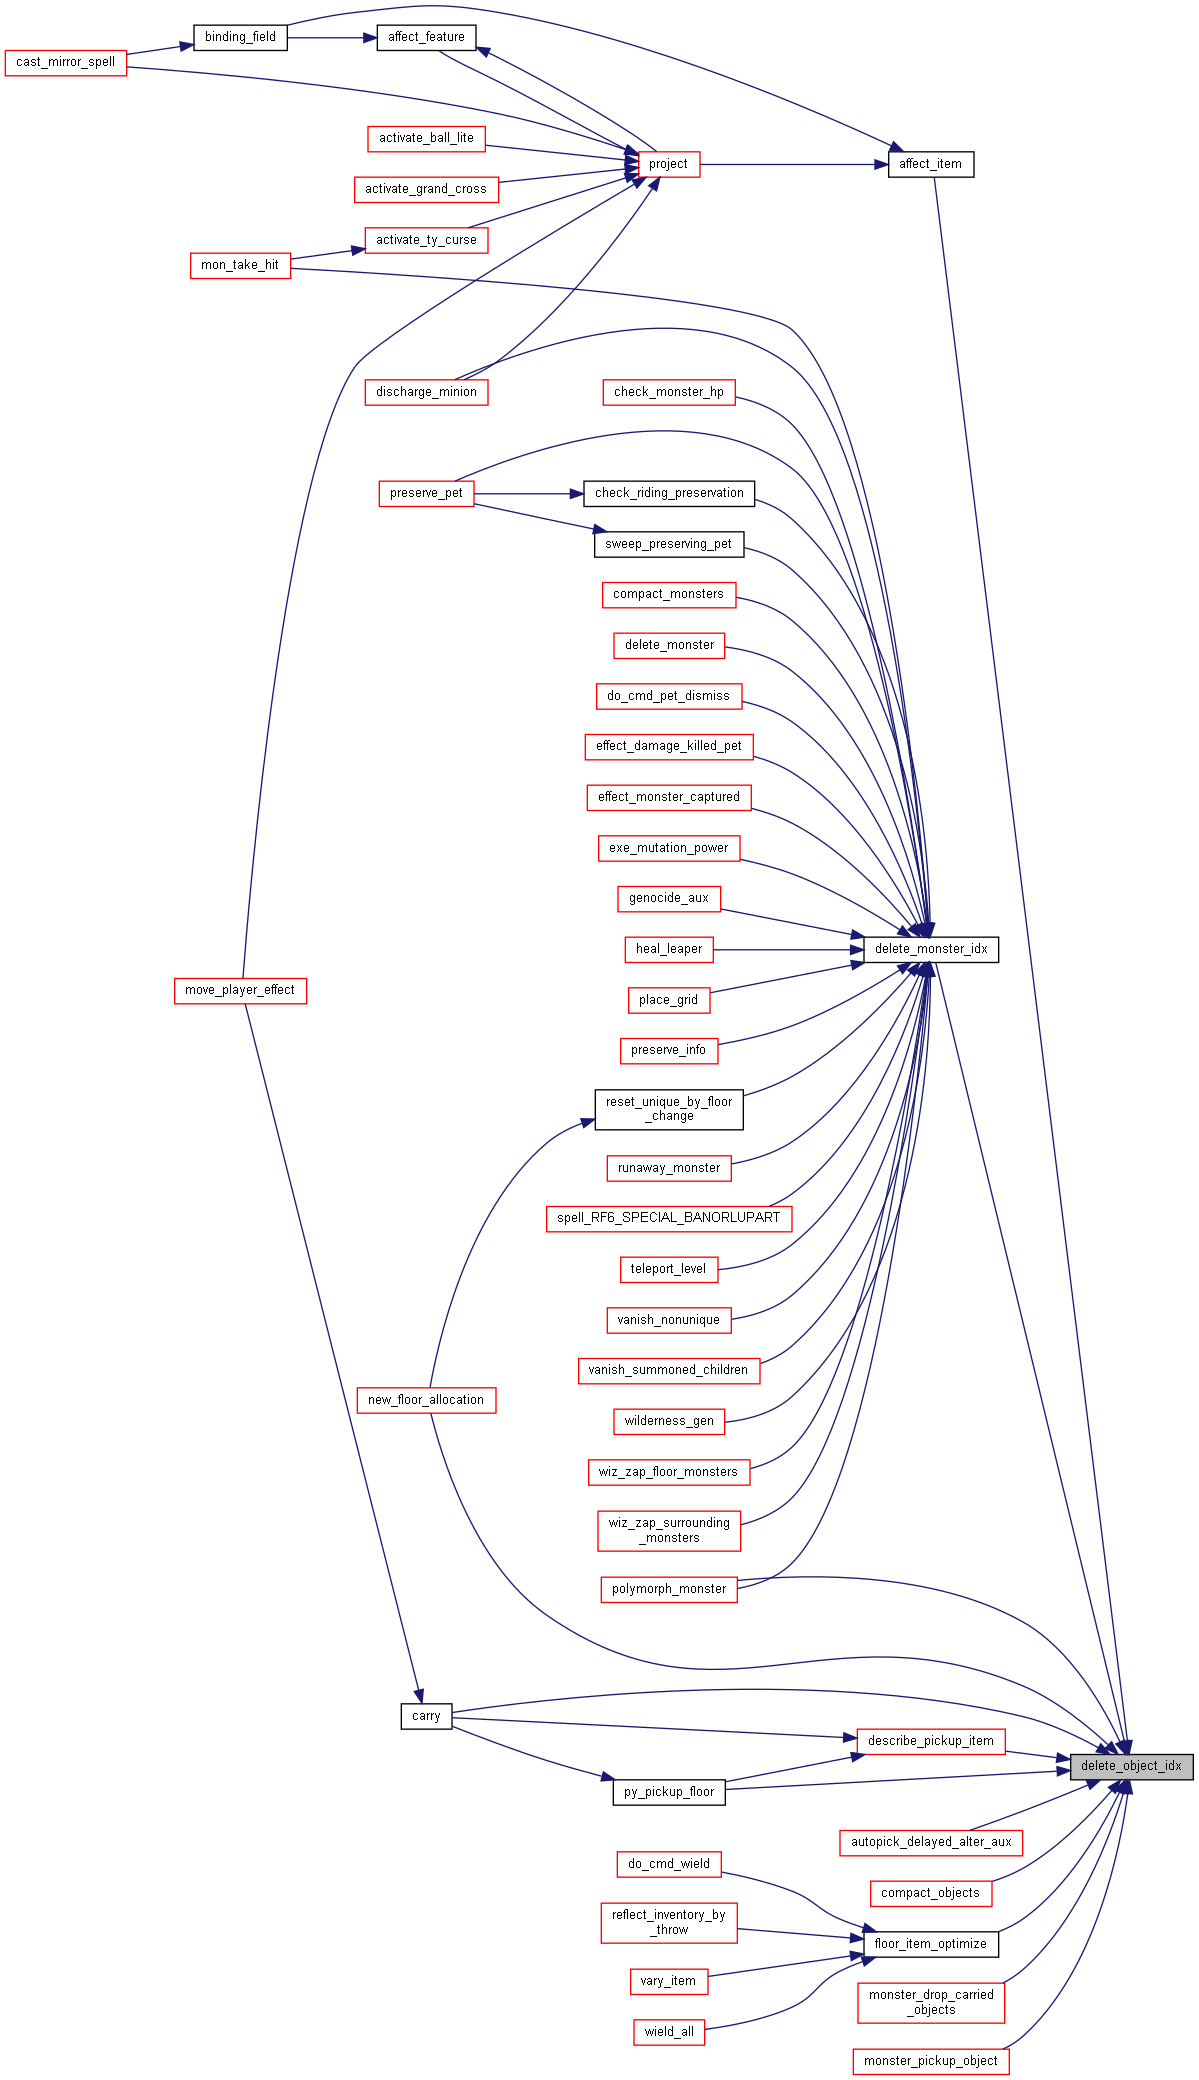 binding_field
affect_feature
cast_mirror_spell
activate_ball_lite
project
affect_item
activate_grand_cross
activate_ty_curse
mon_take_hit
discharge_minion
check_monster_hp
preserve_pet
check_riding_preservation
sweep_preserving_pet
compact_monsters
delete_monster
do_cmd_pet_dismiss
effect_damage_killed_pet
effect_monster_captured
exe_mutation_power
genocide_aux
heal_leaper
delete_monster_idx
move_player_effect
place_grid
preserve_info
reset_unique_by_floor
_change
runaway_monster
spell_RF6_SPECIAL_BANORLUPART
teleport_level
vanish_nonunique
vanish_summoned_children
new_floor_allocation
wilderness_gen
wiz_zap_floor_monsters
wiz_zap_surrounding
_monsters
polymorph_monster
carry
describe_pickup_item
delete_object_idx
py_pickup_floor
autopick_delayed_alter_aux
do_cmd_wield
compact_objects
reflect_inventory_by
_throw
floor_item_optimize
vary_item
monster_drop_carried
_objects
wield_all
monster_pickup_object